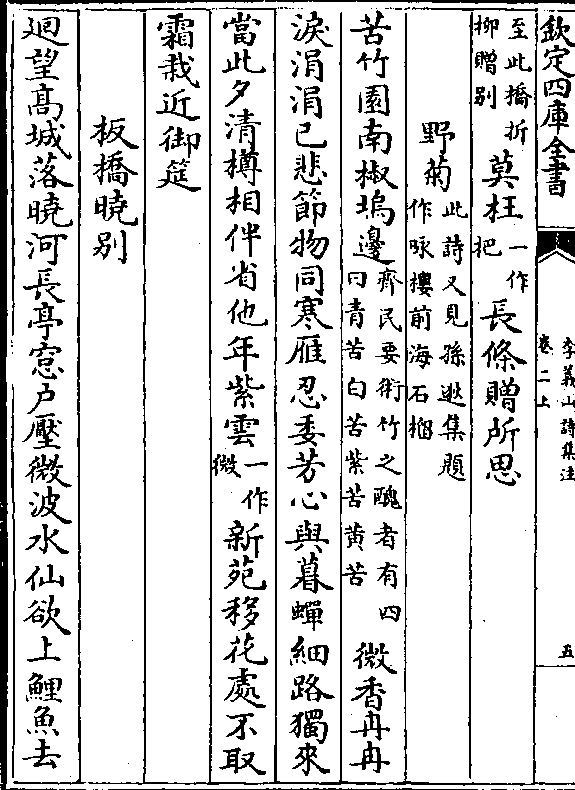 欽定四庫全書
李義山詩集注
卷二上
五
至此橋折
柳贈别
莫枉
一作
把
長條贈所思
野菊
此詩又見孫逖集題
作咏樓前海石榴
苦竹園南椒塢邊
齊民要術竹之醜者有四
曰青苦白苦紫苦黄苦
微香冉冉
淚涓涓已悲節物同寒雁忍委芳心與暮蟬細路獨來
當此夕清樽相伴省他年紫雲
一作
微
新苑移花處不取
霜栽近御筵
板橋曉别
迴望髙城落曉河長亭窓户壓微波水仙欲上鯉魚去